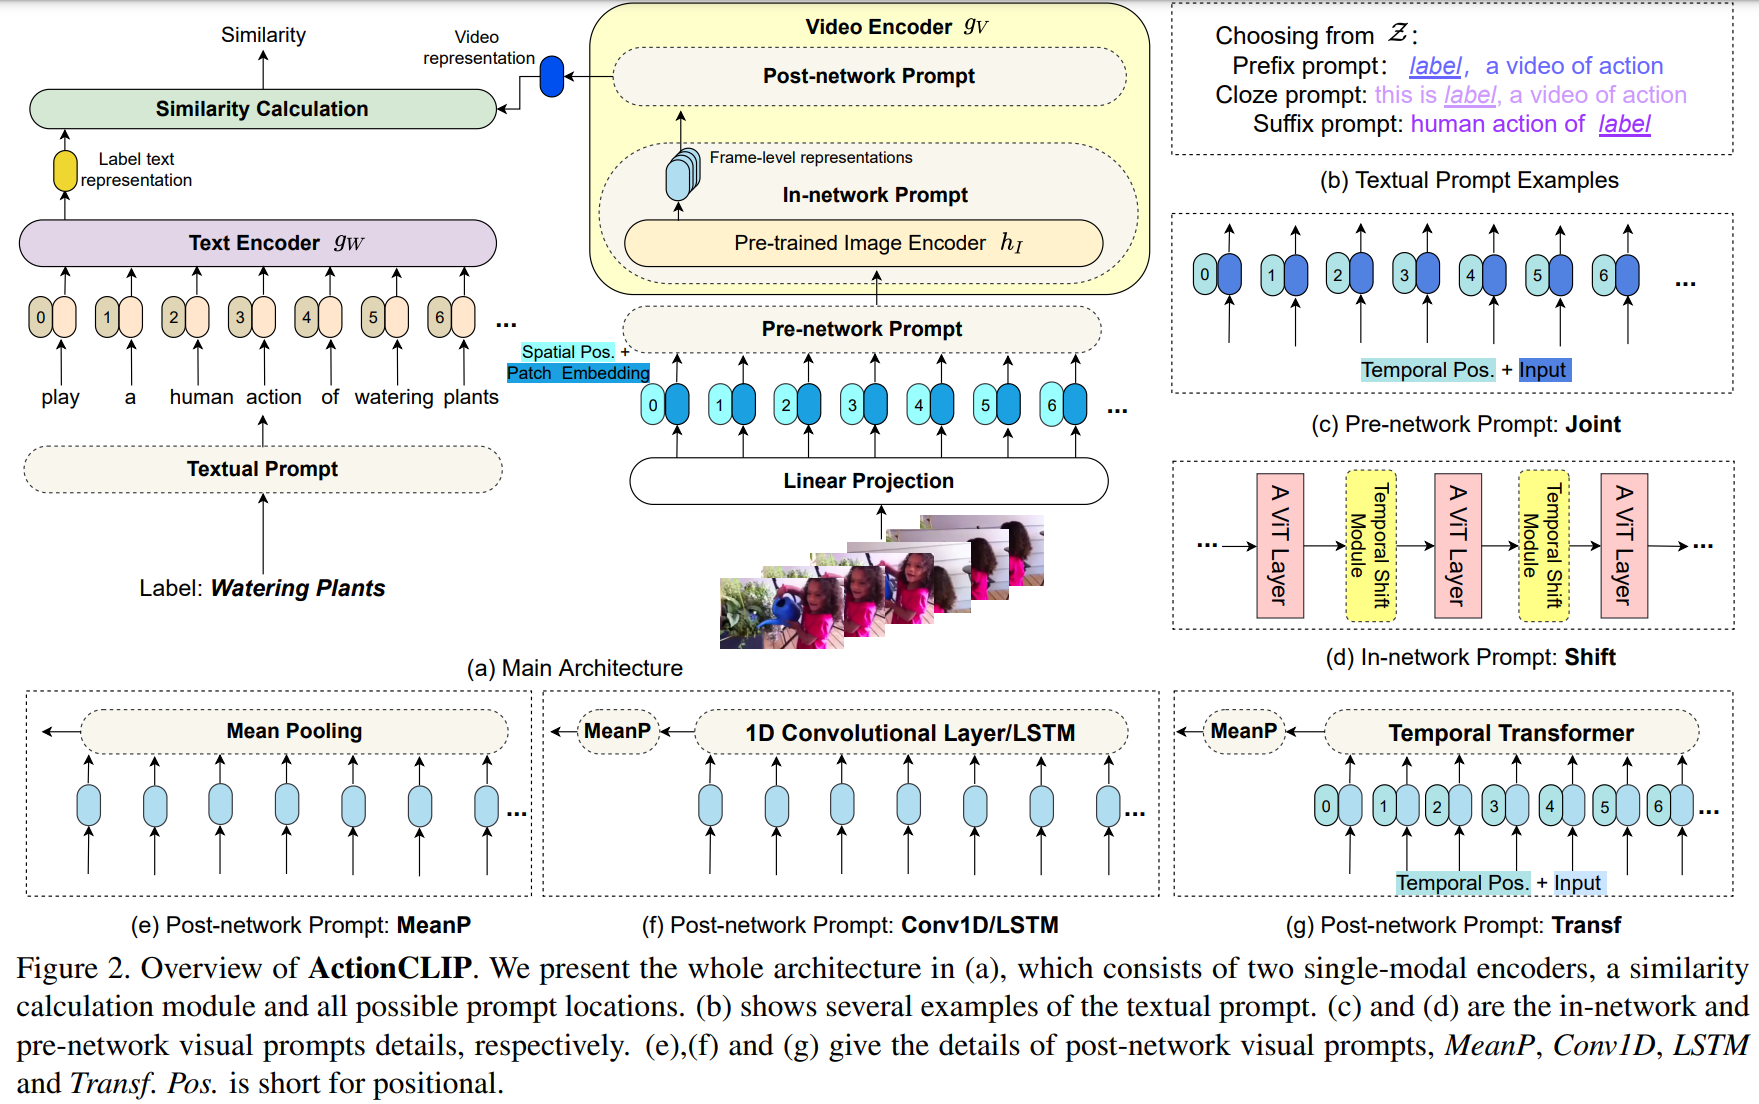 Similarity
Similarity Calculation
Label text
representation
Text Encoder g_W
0 1 2 3 4 5 6 ...
play a human action of watering plants
Textual Prompt
Label: Watering Plants
Video
representation
Video Encoder g_V
Post-network Prompt
Frame-level representations
In-network Prompt
Pre-trained Image Encoder h_I
Pre-network Prompt
Spatial Pos. +
Patch Embedding
0 1 2 3 4 5 6 ...
Linear Projection
(a) Main Architecture
Choosing from Z:
Prefix prompt: label, a video of action
Cloze prompt: this is label, a video of action
Suffix prompt: human action of label
(b) Textual Prompt Examples
0 1 2 3 4 5 6 ...
Temporal Pos. + Input
(c) Pre-network Prompt: Joint
...
A ViT Layer
Temporal Shift
Module
A ViT Layer
Temporal Shift
Module
A ViT Layer
...
(d) In-network Prompt: Shift
Mean Pooling
...
(e) Post-network Prompt: MeanP
MeanP
1D Convolutional Layer/LSTM
...
(f) Post-network Prompt: Conv1D/LSTM
MeanP
Temporal Transformer
0 1 2 3 4 5 6 ...
Temporal Pos. + Input
(g) Post-network Prompt: Transf
Figure 2. Overview of ActionCLIP. We present the whole architecture in (a), which consists of two single-modal encoders, a similarity
calculation module and all possible prompt locations. (b) shows several examples of the textual prompt. (c) and (d) are the in-network and
pre-network visual prompts details, respectively. (e),(f) and (g) give the details of post-network visual prompts, MeanP, Conv1D, LSTM
and Transf. Pos. is short for positional.